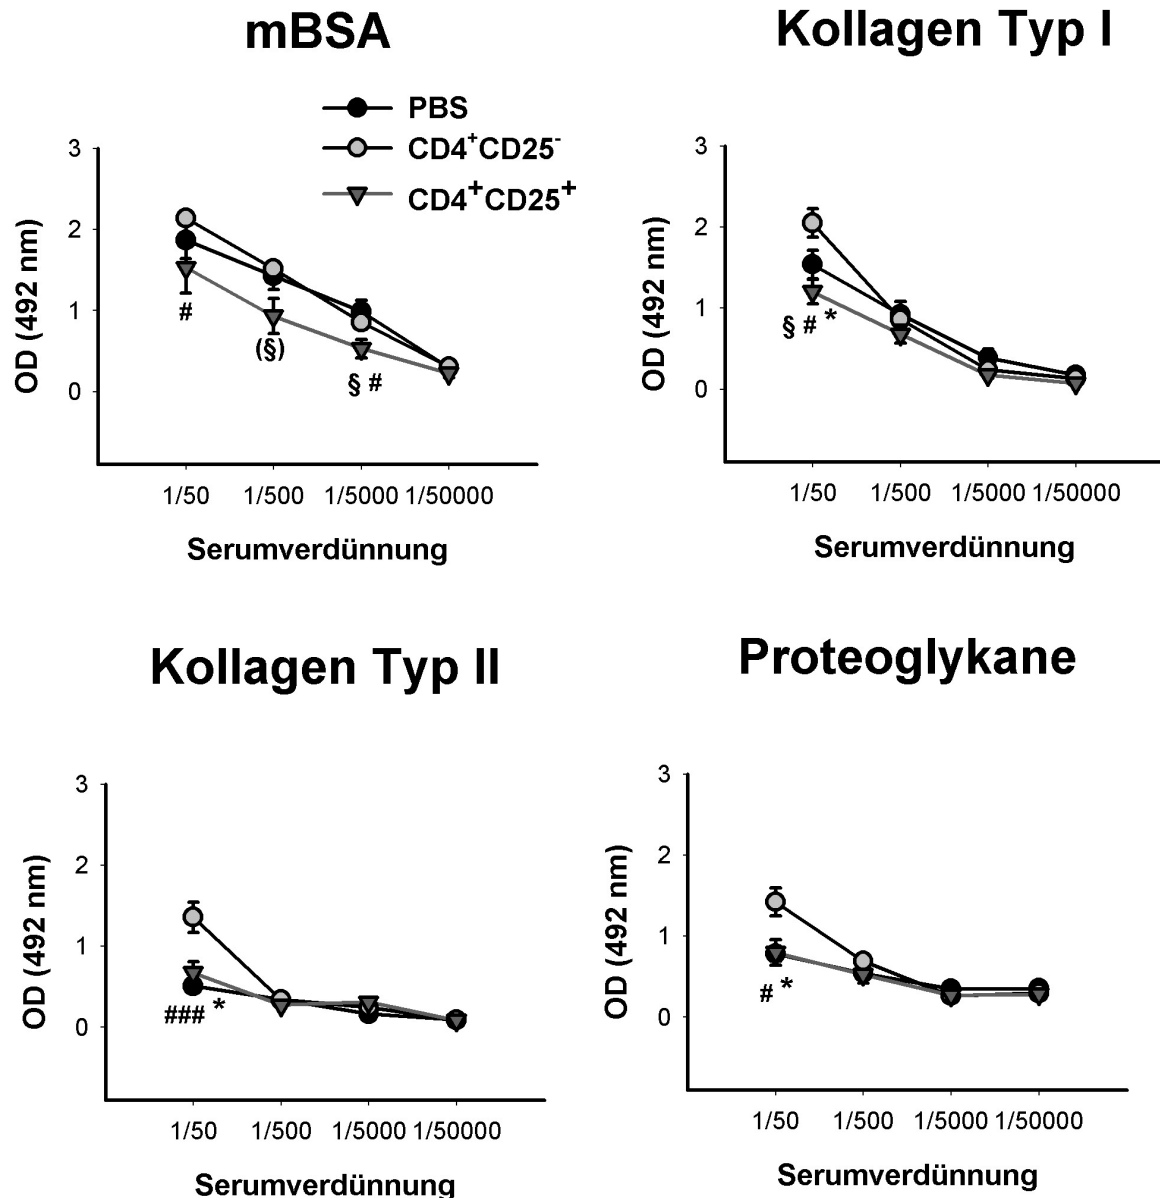 mBSA
PBS
CD4⁺CD25⁻
CD4⁺CD25⁺
3
2
1
0
OD (492 nm)
#
(§)
§ #
1/50 1/500 1/5000 1/50000
Serumverdünnung
Kollagen Typ I
3
2
1
0
OD (492 nm)
§ # *
1/50 1/500 1/5000 1/50000
Serumverdünnung
Kollagen Typ II
3
2
1
0
OD (492 nm)
### *
1/50 1/500 1/5000 1/50000
Serumverdünnung
Proteoglykane
3
2
1
0
OD (492 nm)
# *
1/50 1/500 1/5000 1/50000
Serumverdünnung